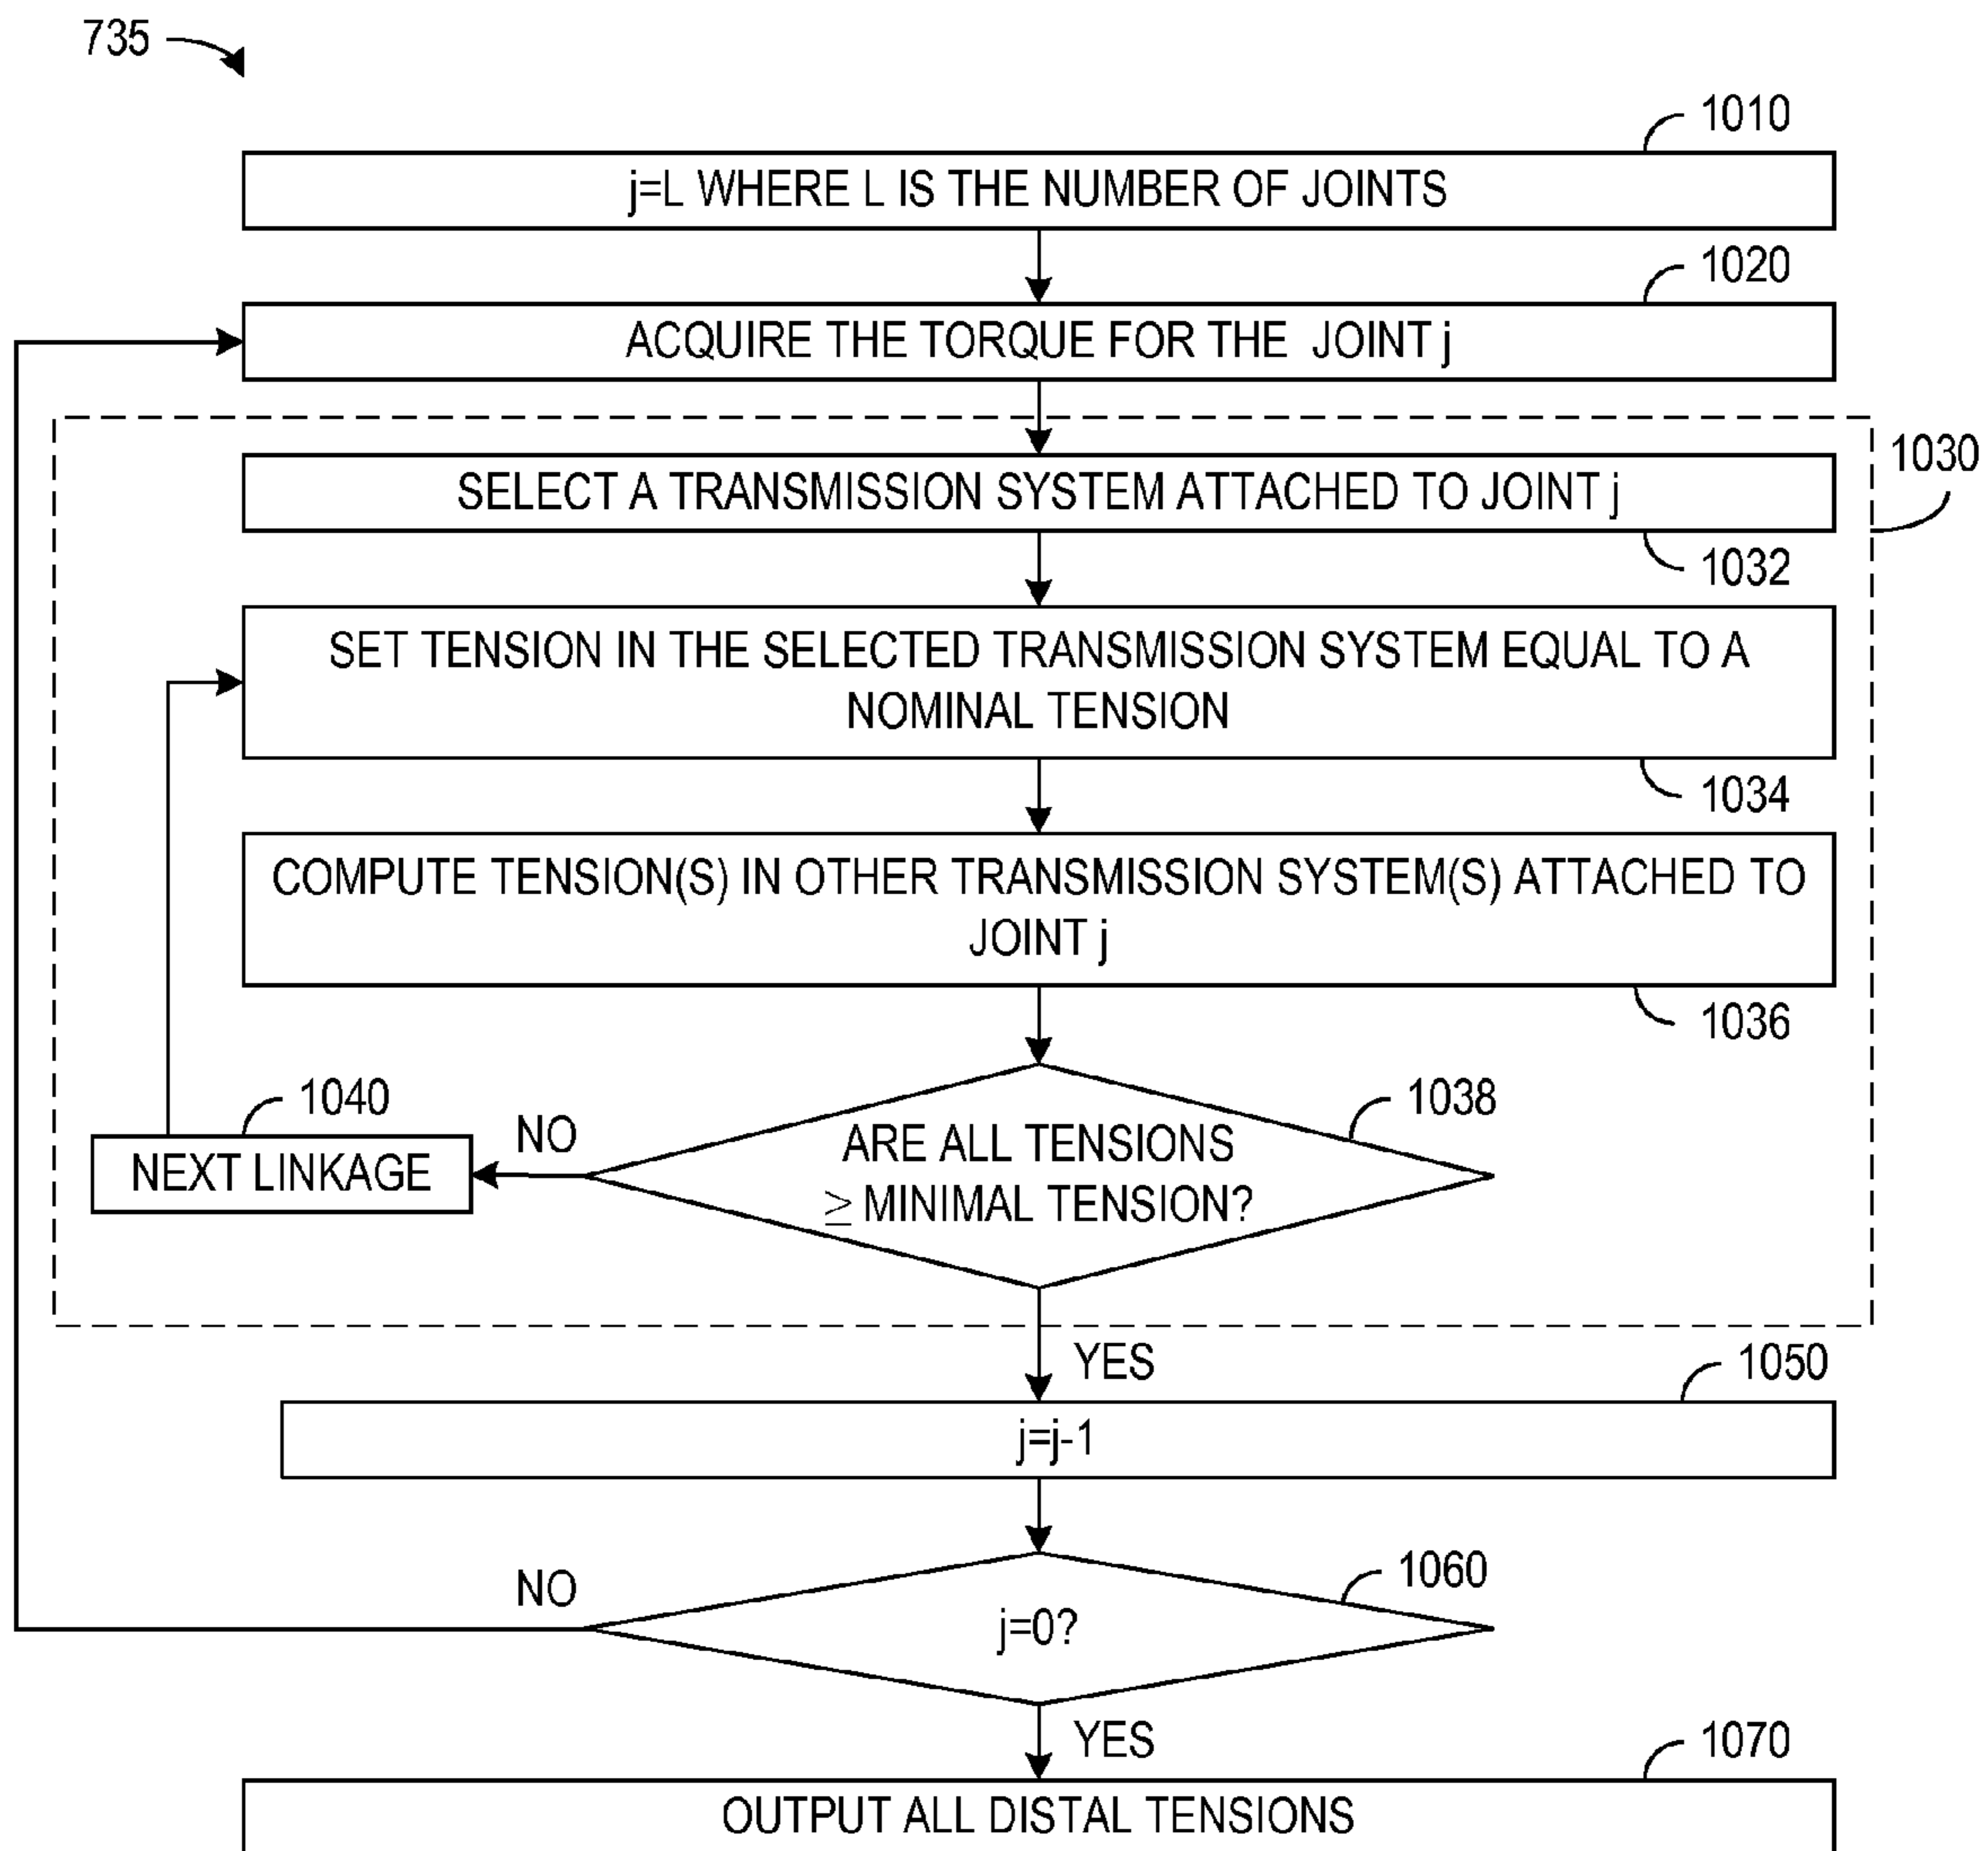 735
1010
j=L WHERE L IS THE NUMBER OF JOINTS
1020
ACQUIRE THE TORQUE FOR THE JOINT j
1030
SELECT A TRANSMISSION SYSTEM ATTACHED TO JOINT j
1032
SET TENSION IN THE SELECTED TRANSMISSION SYSTEM EQUAL TO A
NOMINAL TENSION
1034
COMPUTE TENSION(S) IN OTHER TRANSMISSION SYSTEM(S) ATTACHED TO
JOINT j
1036
1038
ARE ALL TENSIONS
≥ MINIMAL TENSION?
NO
1040
NEXT LINKAGE
YES
1050
j=j-1
1060
j=0?
NO
YES
1070
OUTPUT ALL DISTAL TENSIONS